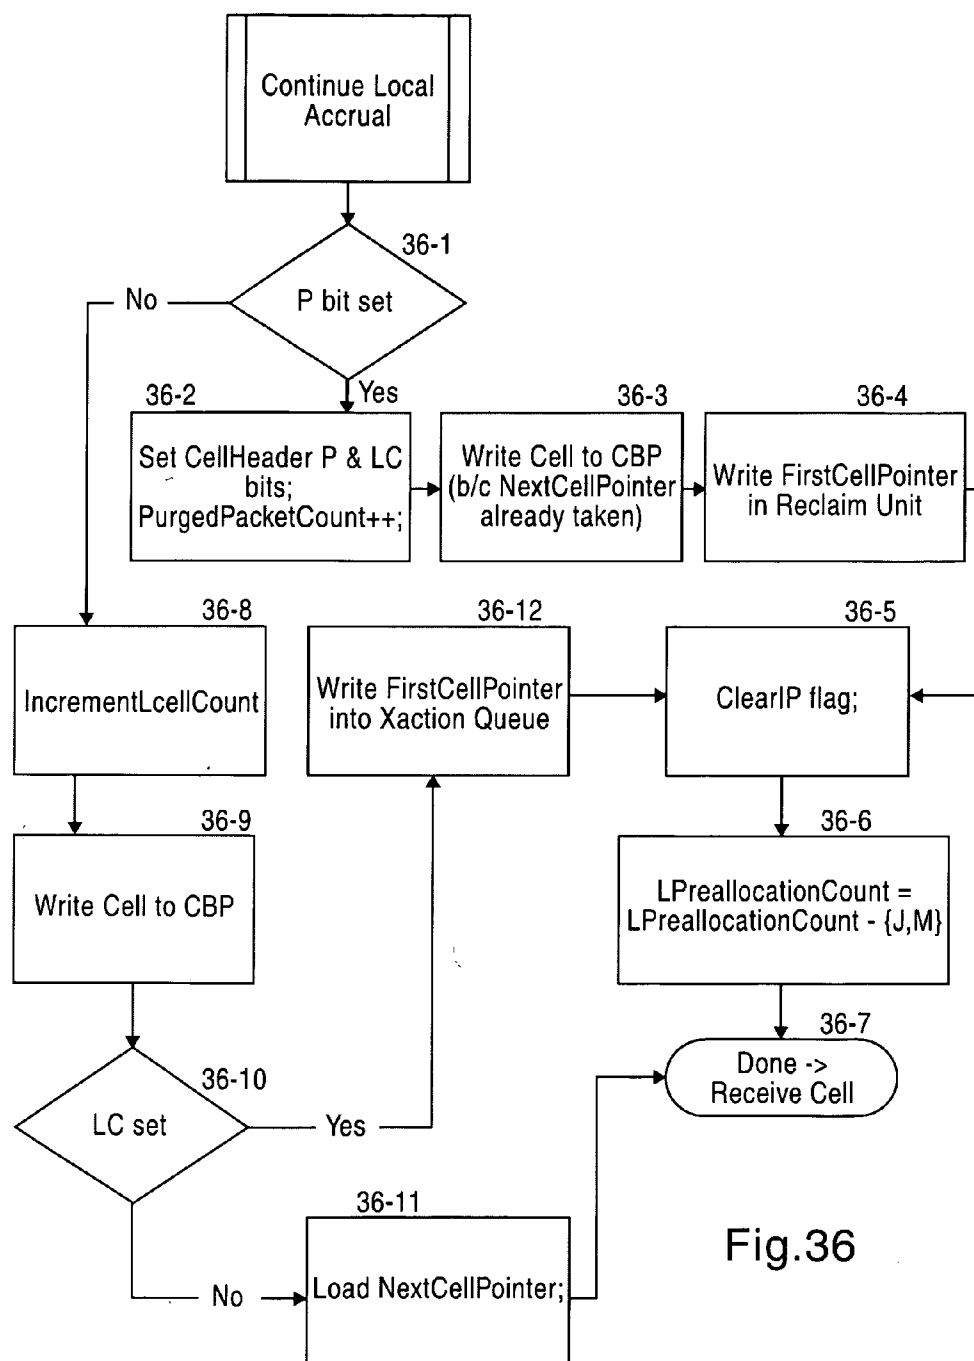 Continue Local
Accrual
36-1
P bit set
No
Yes
36-2
Set CellHeader P & LC
bits;
PurgedPacketCount++;
36-3
Write Cell to CBP
(b/c NextCellPointer
already taken)
36-4
Write FirstCellPointer
in Reclaim Unit
36-8
IncrementLcellCount
36-12
Write FirstCellPointer
into Xaction Queue
36-5
ClearIP flag;
36-9
Write Cell to CBP
36-6
LPreallocationCount =
LPreallocationCount - {J,M}
36-10
LC set
Yes
36-7
Done ->
Receive Cell
36-11
No
Load NextCellPointer;
Fig.36